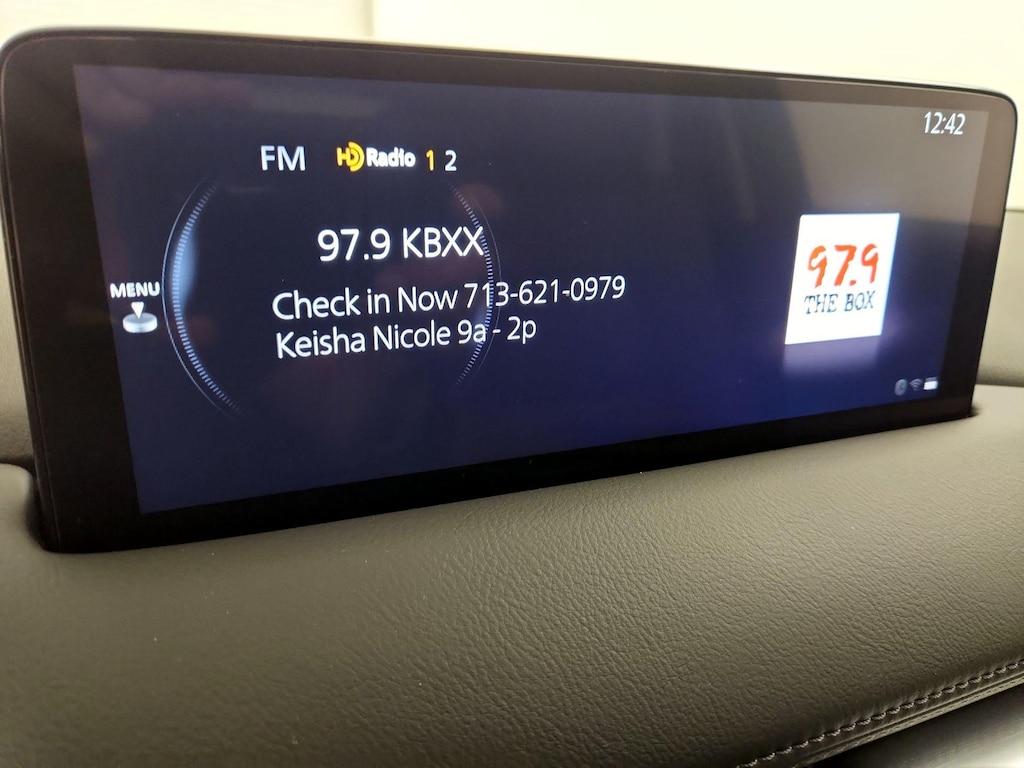 12:42
FM HD Radio 1 2
97.9 KBXX
Check in Now 713-621-0979
Keisha Nicole 9a - 2p
MENU
97.9
THE BOX